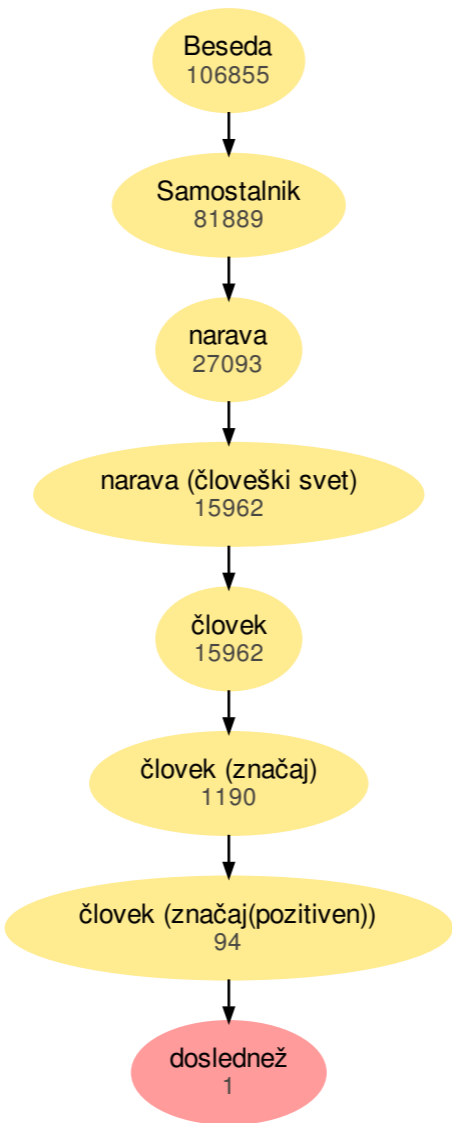 Beseda
106855
Samostalnik
81889
narava
27093
narava (človeški svet)
15962
človek
15962
človek (značaj)
1190
človek (značaj(pozitiven))
94
doslednež
1